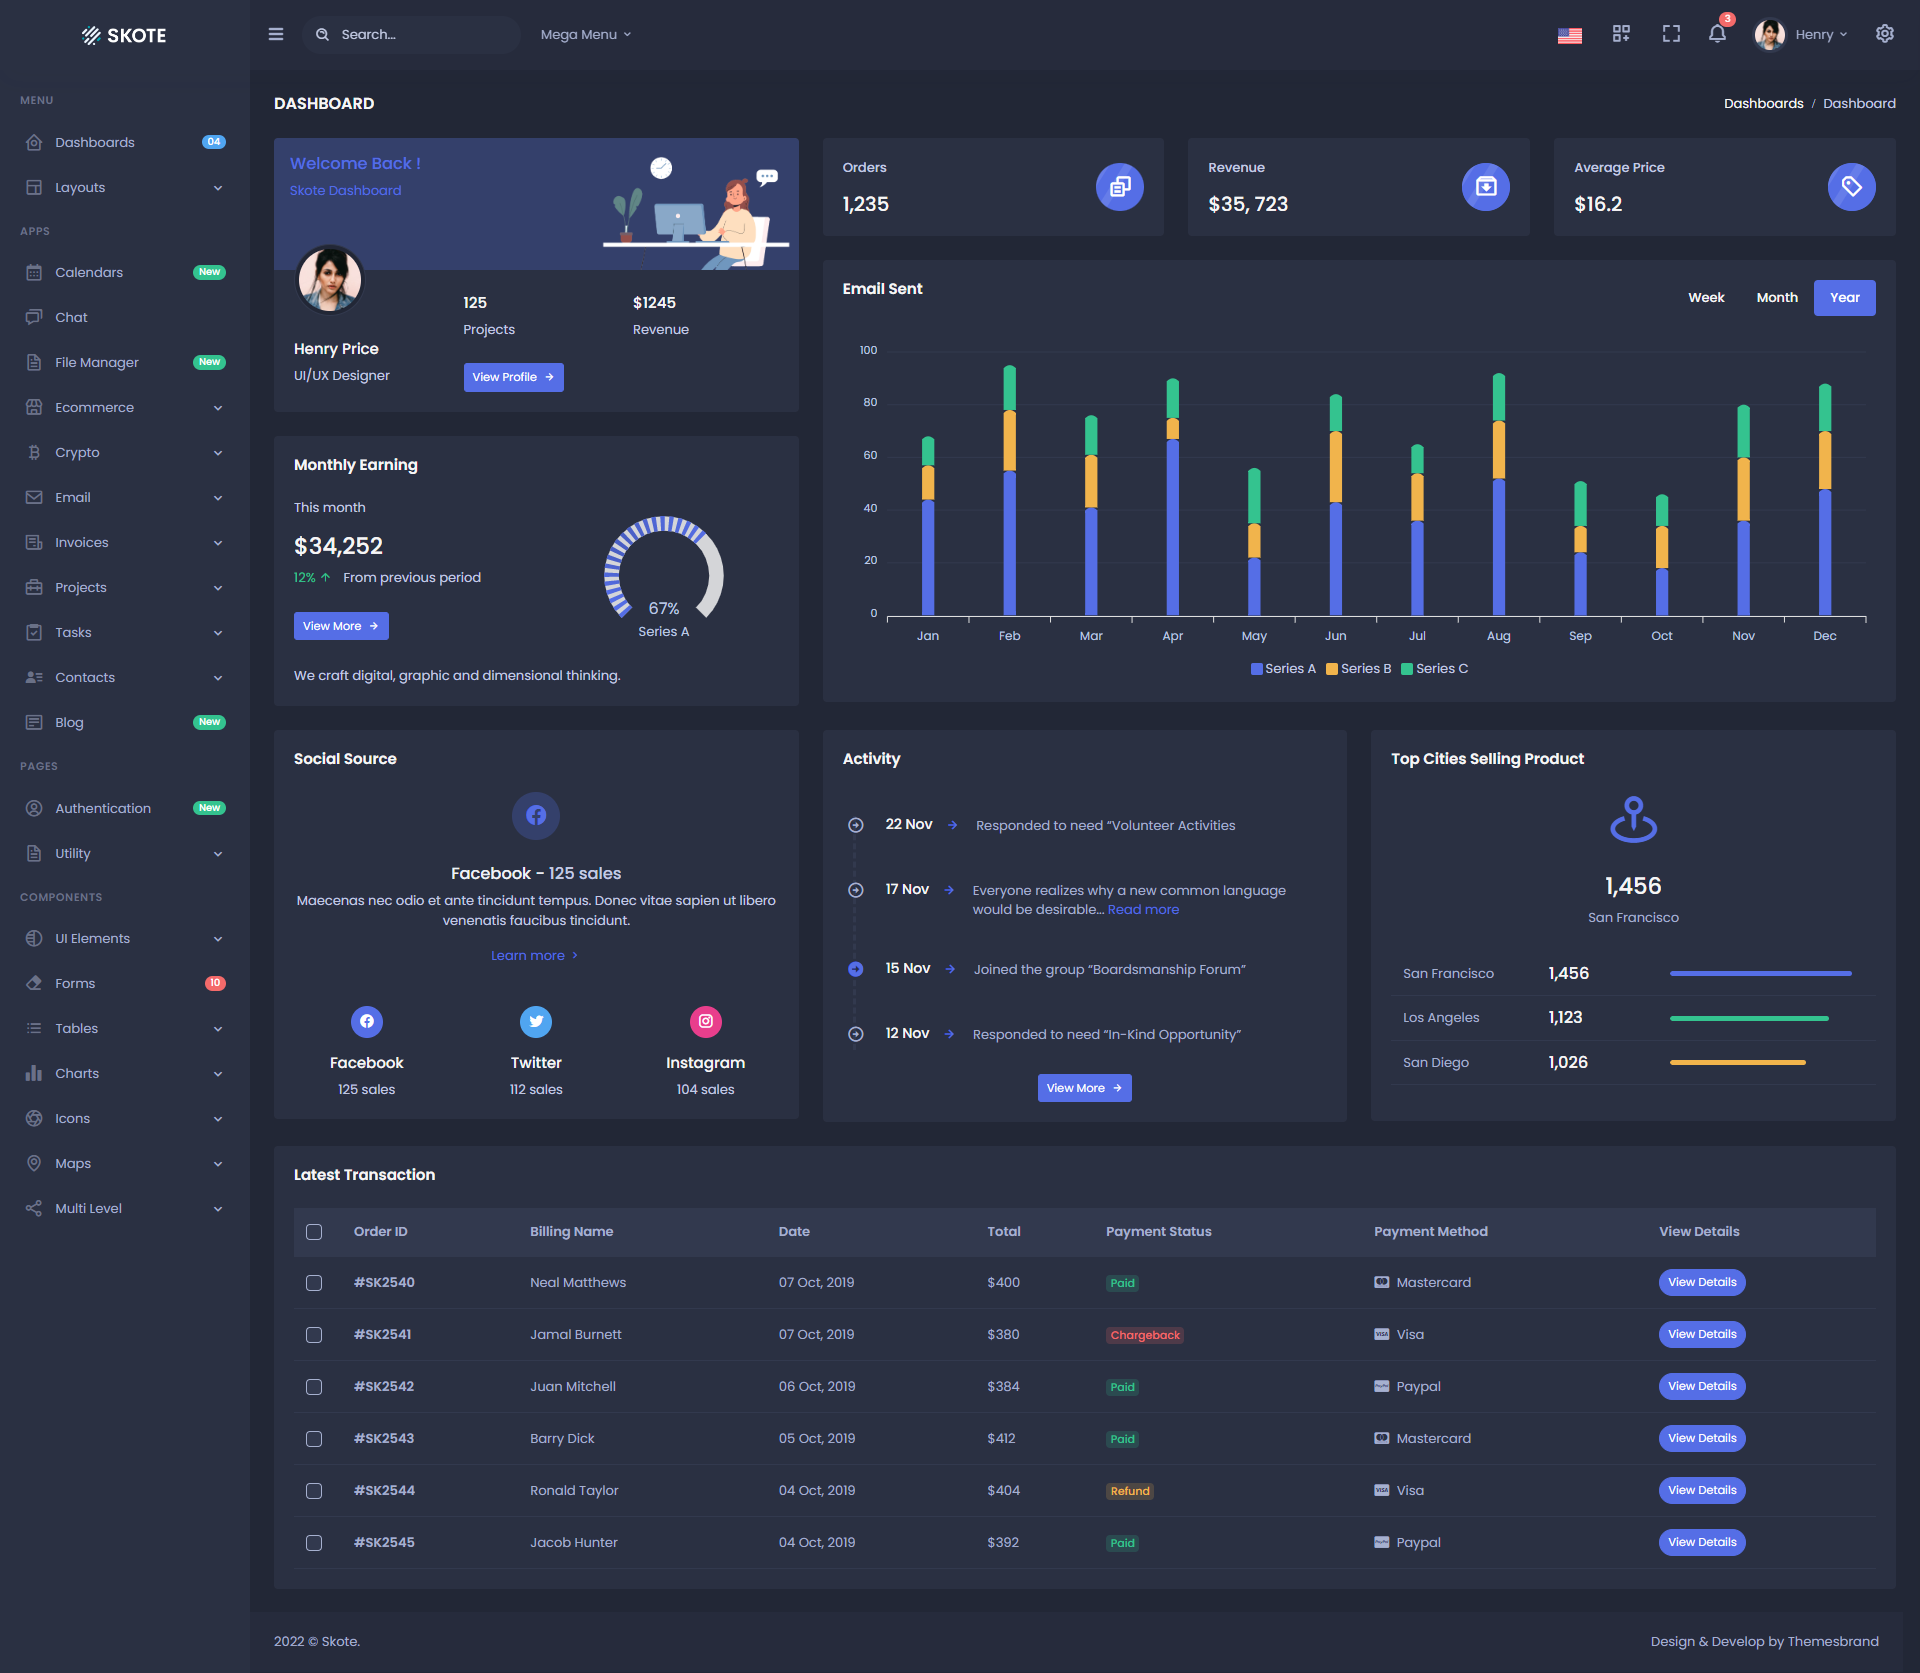 SKOTE
Search...
Mega Menu
3
Henry
MENU
Dashboards
04
Layouts
APPS
Calendars
New
Chat
File Manager
New
Ecommerce
Crypto
Email
Invoices
Projects
Tasks
Contacts
Blog
New
PAGES
Authentication
New
Utility
COMPONENTS
UI Elements
Forms
10
Tables
Charts
Icons
Maps
Multi Level
DASHBOARD
Dashboards / Dashboard
Welcome Back !
Skote Dashboard
125
Projects
$1245
Revenue
Henry Price
UI/UX Designer
View Profile
Orders
1,235
Revenue
$35, 723
Average Price
$16.2
Monthly Earning
This month
$34,252
12% From previous period
View More
67%
Series A
We craft digital, graphic and dimensional thinking.
Email Sent
Week
Month
Year
100
80
60
40
20
0
Jan Feb Mar Apr May Jun Jul Aug Sep Oct Nov Dec
Series A Series B Series C
Social Source
Facebook - 125 sales
Maecenas nec odio et ante tincidunt tempus. Donec vitae sapien ut libero
venenatis faucibus tincidunt.
Learn more
Facebook
125 sales
Twitter
112 sales
Instagram
104 sales
Activity
22 Nov Responded to need “Volunteer Activities
17 Nov Everyone realizes why a new common language
would be desirable... Read more
15 Nov Joined the group “Boardsmanship Forum”
12 Nov Responded to need “In-Kind Opportunity”
View More
Top Cities Selling Product
1,456
San Francisco
San Francisco 1,456
Los Angeles 1,123
San Diego 1,026
Latest Transaction
Order ID Billing Name Date Total Payment Status Payment Method View Details
#SK2540 Neal Matthews 07 Oct, 2019 $400 Paid Mastercard View Details
#SK2541 Jamal Burnett 07 Oct, 2019 $380 Chargeback VISA Visa View Details
#SK2542 Juan Mitchell 06 Oct, 2019 $384 Paid Paypal View Details
#SK2543 Barry Dick 05 Oct, 2019 $412 Paid Mastercard View Details
#SK2544 Ronald Taylor 04 Oct, 2019 $404 Refund VISA Visa View Details
#SK2545 Jacob Hunter 04 Oct, 2019 $392 Paid Paypal View Details
2022 © Skote.
Design & Develop by Themesbrand